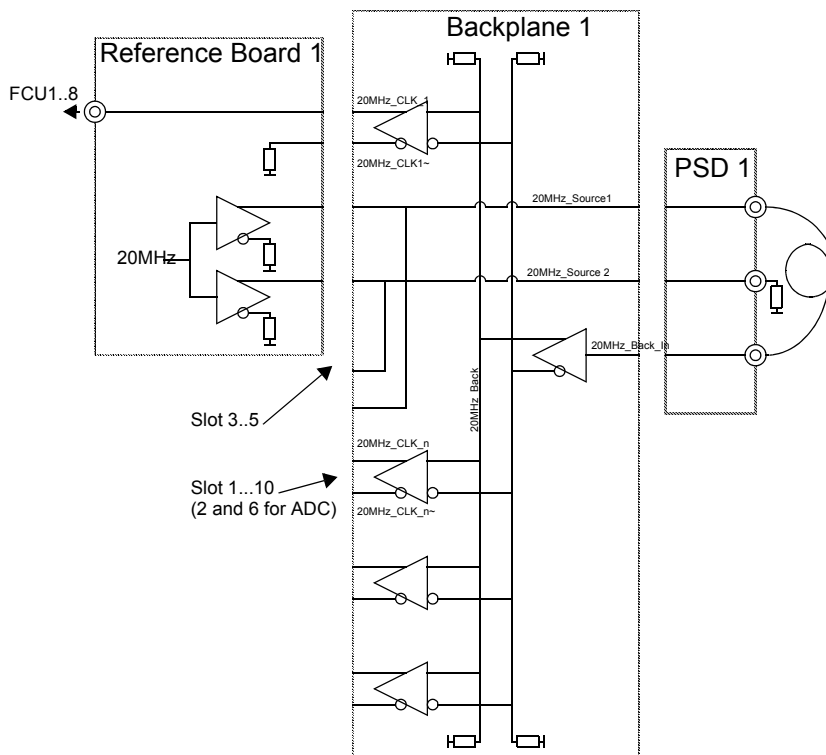 Backplane 1
Reference Board 1
FCU1..8
20MHz_CLK_1
20MHz_CLK1~
PSD 1
20MHz_Source1
20MHz
20MHz_Source 2
20MHz_Back_In
20MHz_Back
Slot 3..5
20MHz_CLK_n
Slot 1...10
(2 and 6 for ADC)
20MHz_CLK_n~